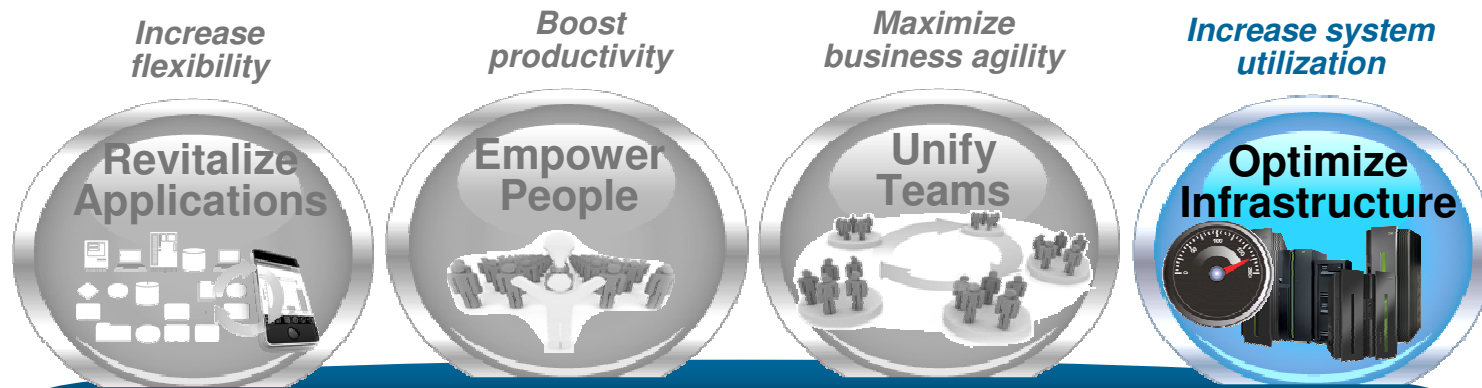 Increase
flexibility
Boost
productivity
Maximize
business agility
Increase system
utilization
Revitalize
Applications
Empower
People
Unify
Teams
Optimize
Infrastructure